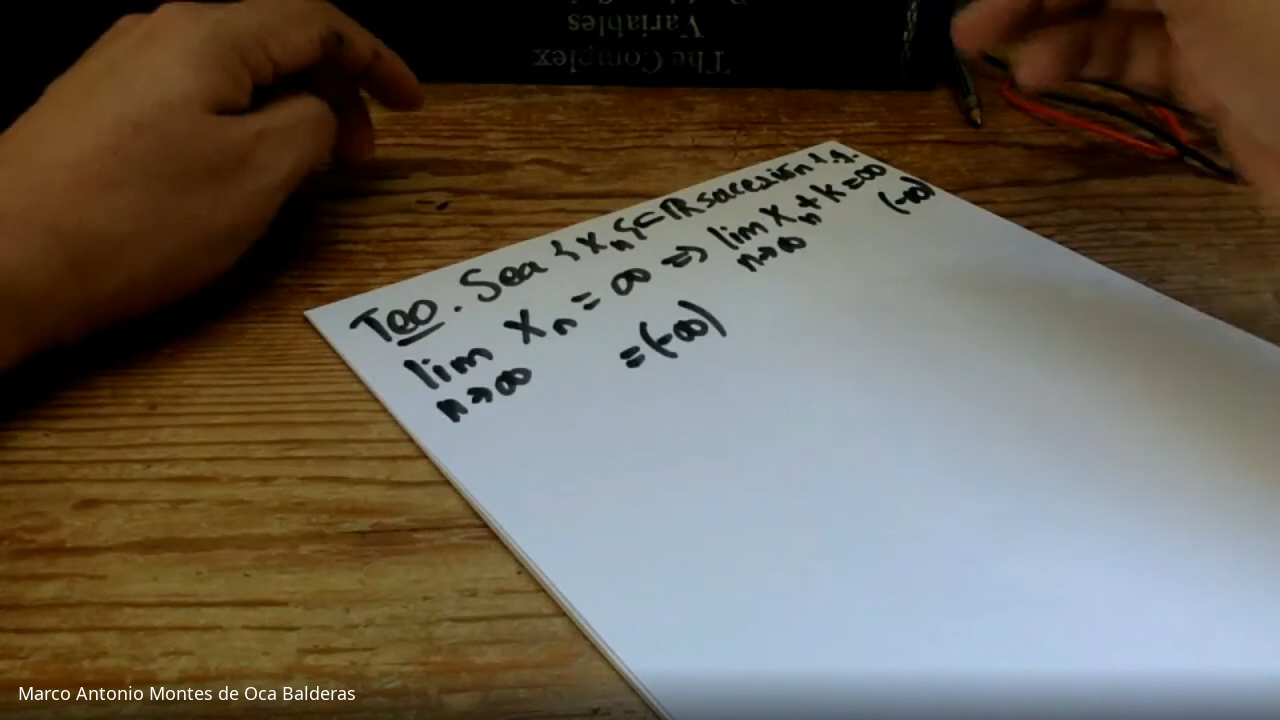 The Complex
Variables
Teo. Sea {xₙ}⊂ℝ sucesión t.q.
lim xₙ = ∞ ⇒ lim xₙ + k = ∞
n→∞ n→∞ (-∞)
=(-∞)
Marco Antonio Montes de Oca Balderas